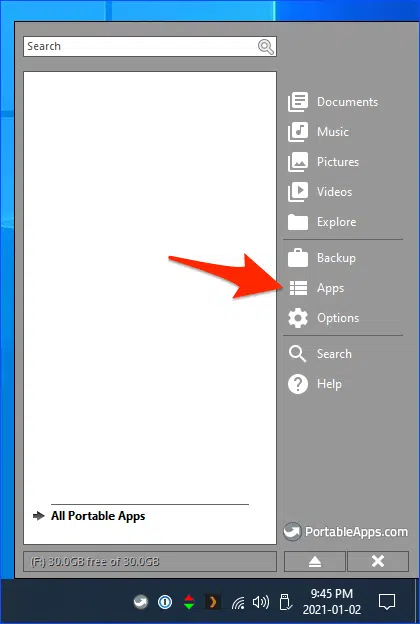 Search
Documents
Music
Pictures
Videos
Explore
Backup
Apps
Options
Search
Help
All Portable Apps
PortableApps.com
(F:) 30.0GB free of 30.0GB
9:45 PM
2021-01-02